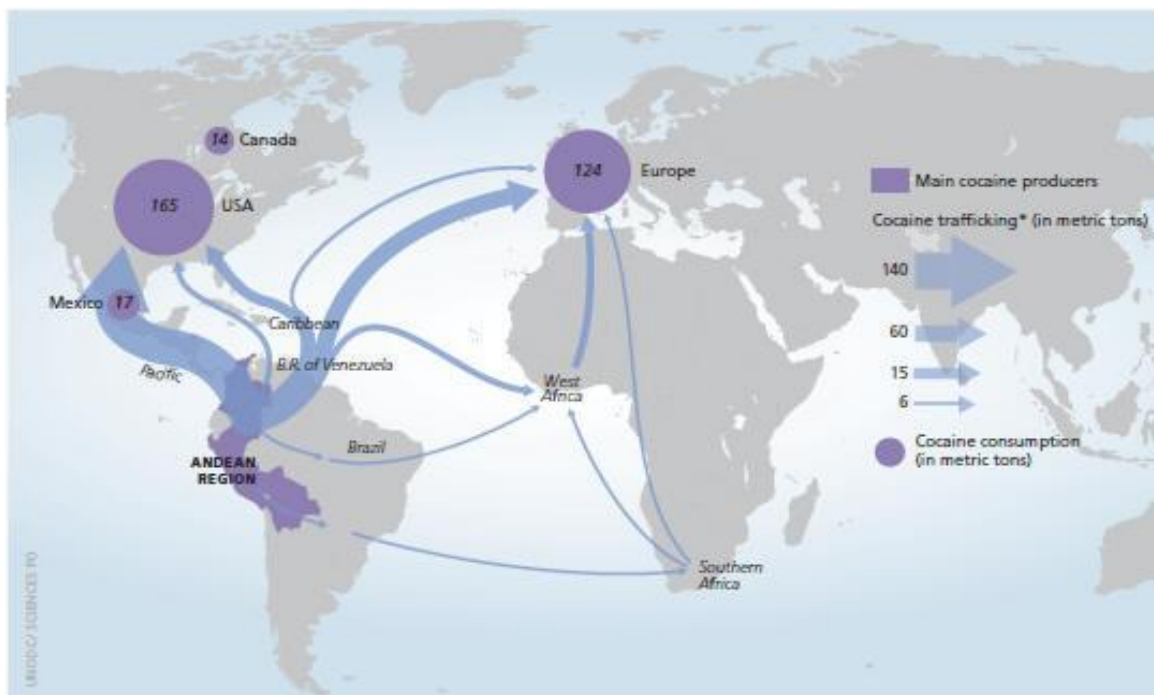 14 Canada
165 USA
124 Europe
Mexico 17
Caribbean
B.R. of Venezuela
Pacific
West
Africa
Brazil
ANDEAN
REGION
Southern
Africa
Main cocaine producers
Cocaine trafficking* (in metric tons)
140
60
15
6
Cocaine consumption
(in metric tons)
UNODC/ SCIENCES PO